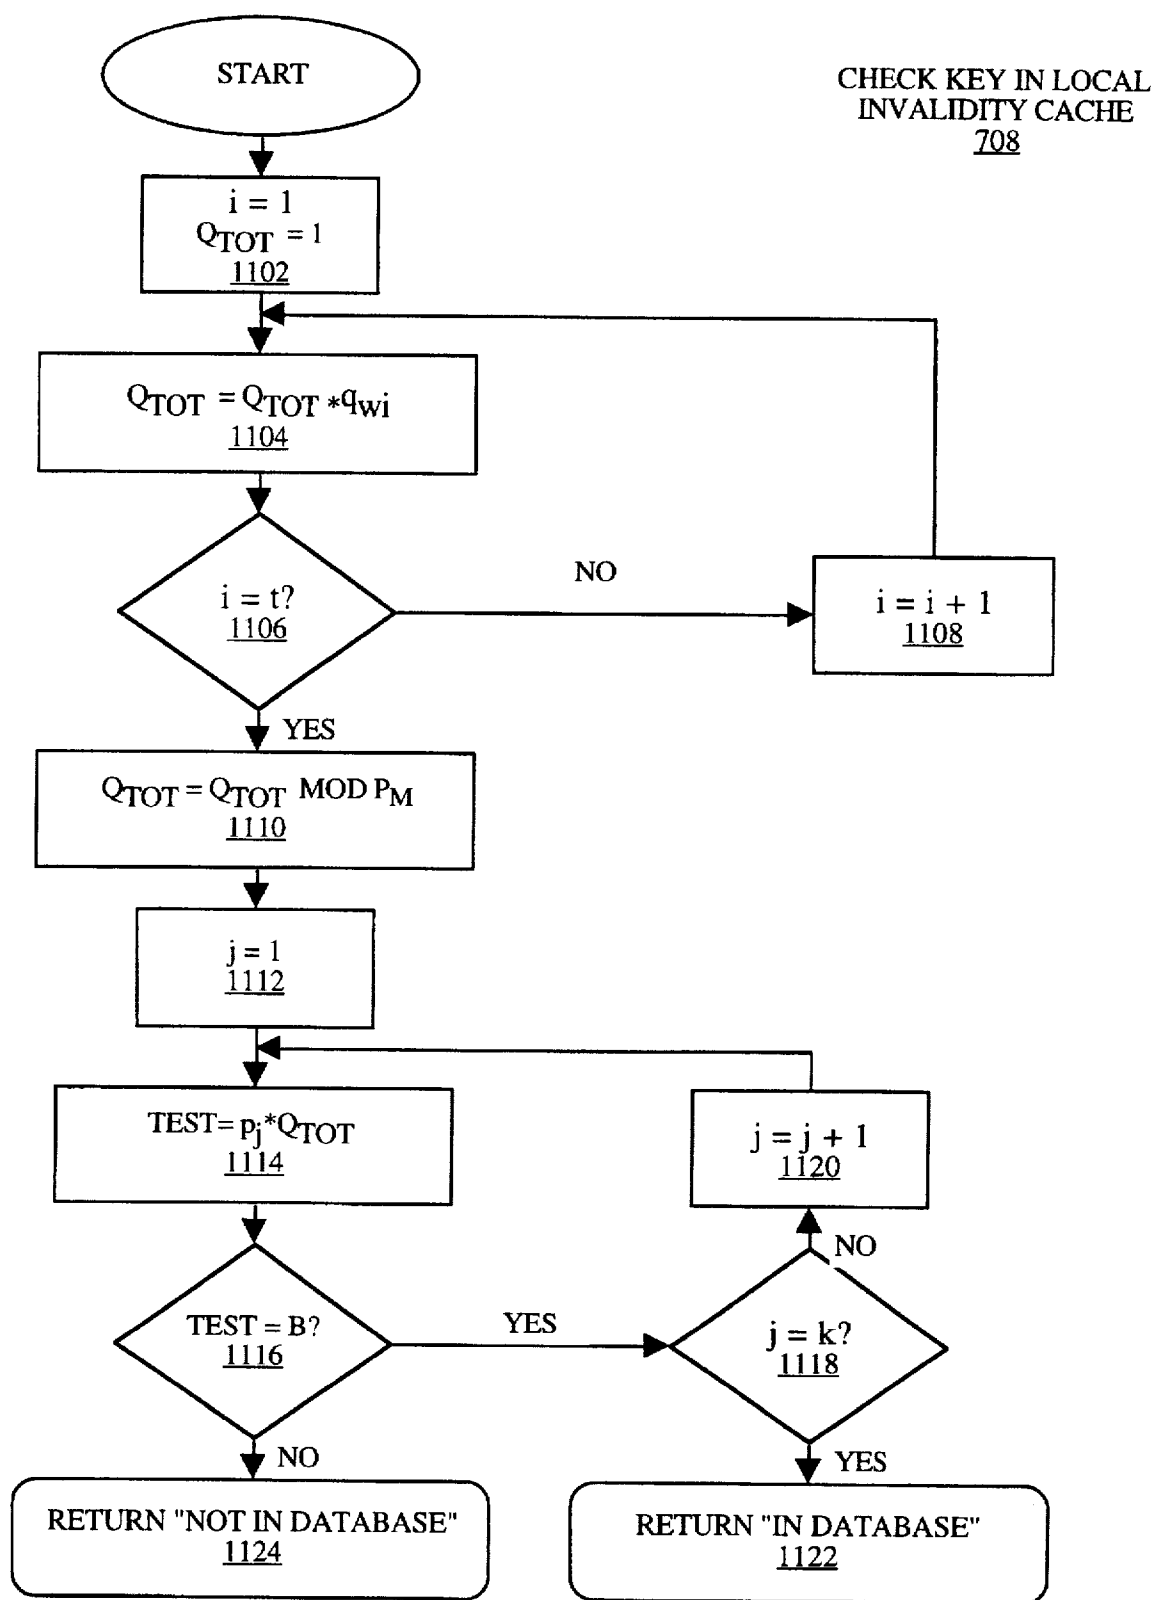 START
CHECK KEY IN LOCAL
INVALIDITY CACHE
708
i = 1
QTOT = 1
1102
QTOT = QTOT *qwi
1104
i = t?
1106
NO
i = i + 1
1108
YES
QTOT = QTOT MOD PM
1110
j = 1
1112
TEST= pj*QTOT
1114
j = j + 1
1120
NO
TEST = B?
1116
YES
j = k?
1118
NO
YES
RETURN "NOT IN DATABASE"
1124
RETURN "IN DATABASE"
1122